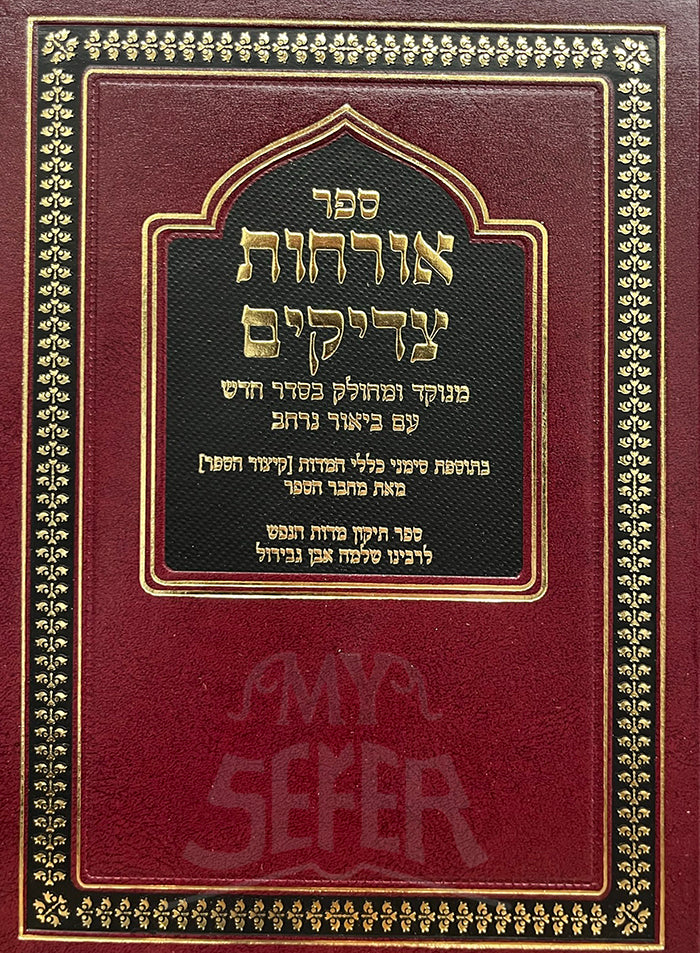 ספר
אורחות
צדיקים
מנוקד ומחולק בסדר חדש
עם ביאור נרחב
בתוספת סימני כללי המדות [קיצור הספר]
מאת מחבר הספר
ספר תיקון מדות הנפש
לרבינו שלמה אבן גבירול
MY
SEFER